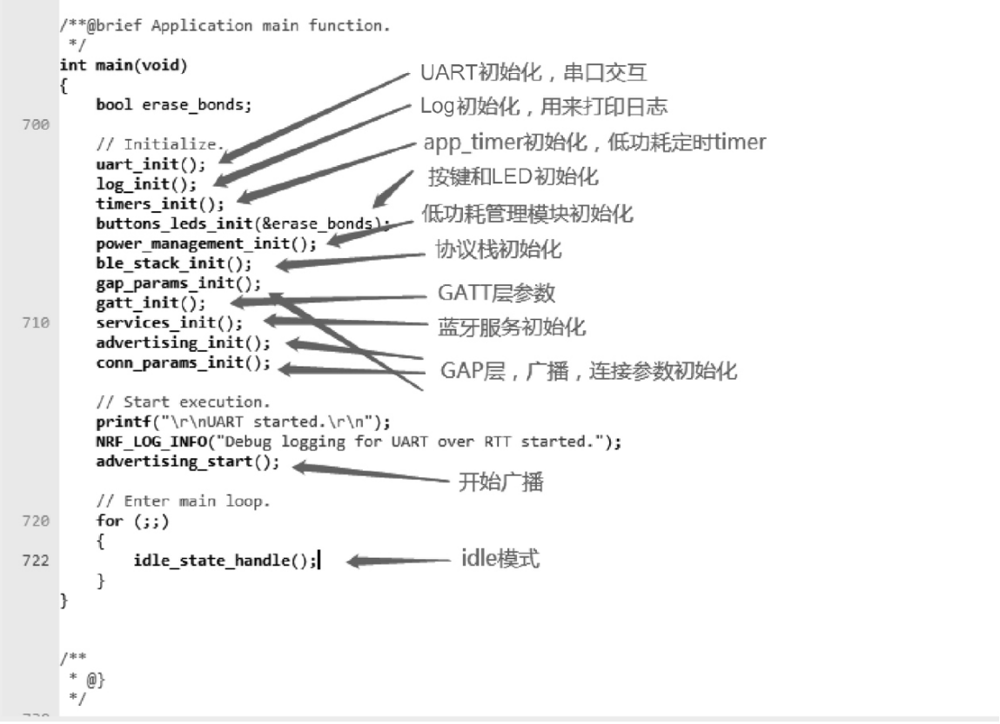 /**@brief Application main function.
*/
int main(void)
{
bool erase_bonds;
700
// Initialize.
uart_init();
UART初始化，串口交互
log_init();
Log初始化，用来打印日志
timers_init();
app_timer初始化，低功耗定时timer
buttons_leds_init(&erase_bonds);
按键和LED初始化
power_management_init();
低功耗管理模块初始化
ble_stack_init();
协议栈初始化
gap_params_init();
gatt_init();
GATT层参数
710 services_init();
蓝牙服务初始化
advertising_init();
conn_params_init();
GAP层，广播，连接参数初始化
// Start execution.
printf("\r\nUART started.\r\n");
NRF_LOG_INFO("Debug logging for UART over RTT started.");
advertising_start();
开始广播
// Enter main loop.
720 for (;;)
{
722 idle_state_handle();
idle模式
}
}
/**
* @}
*/